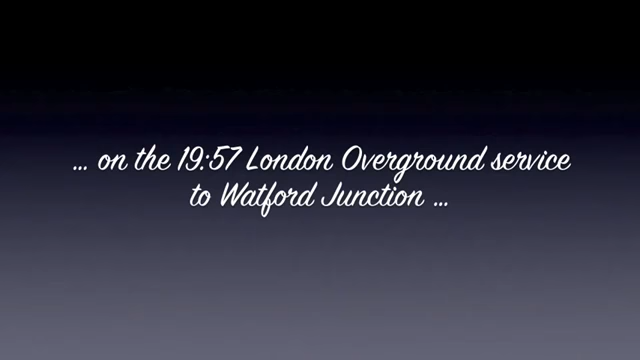 ... on the 19:57 London Overground service
to Watford Junction ...